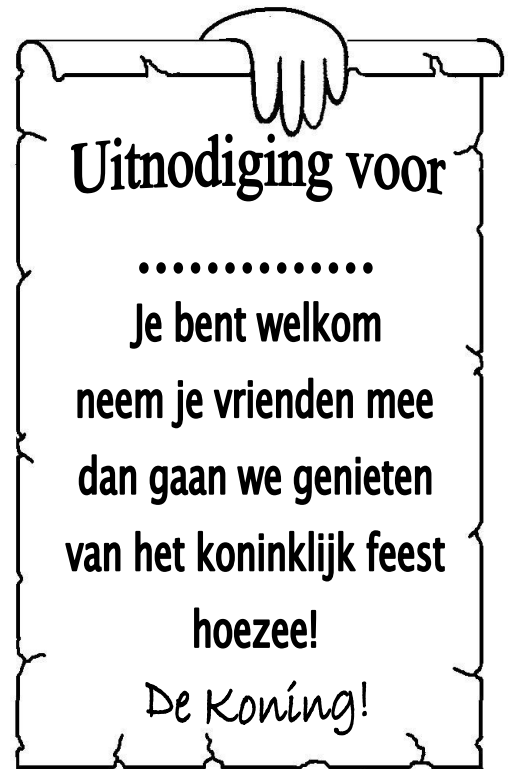 Uitnodiging voor
..............
Je bent welkom
neem je vrienden mee
dan gaan we genieten
van het koninklijk feest
hoezee!
De Koning!